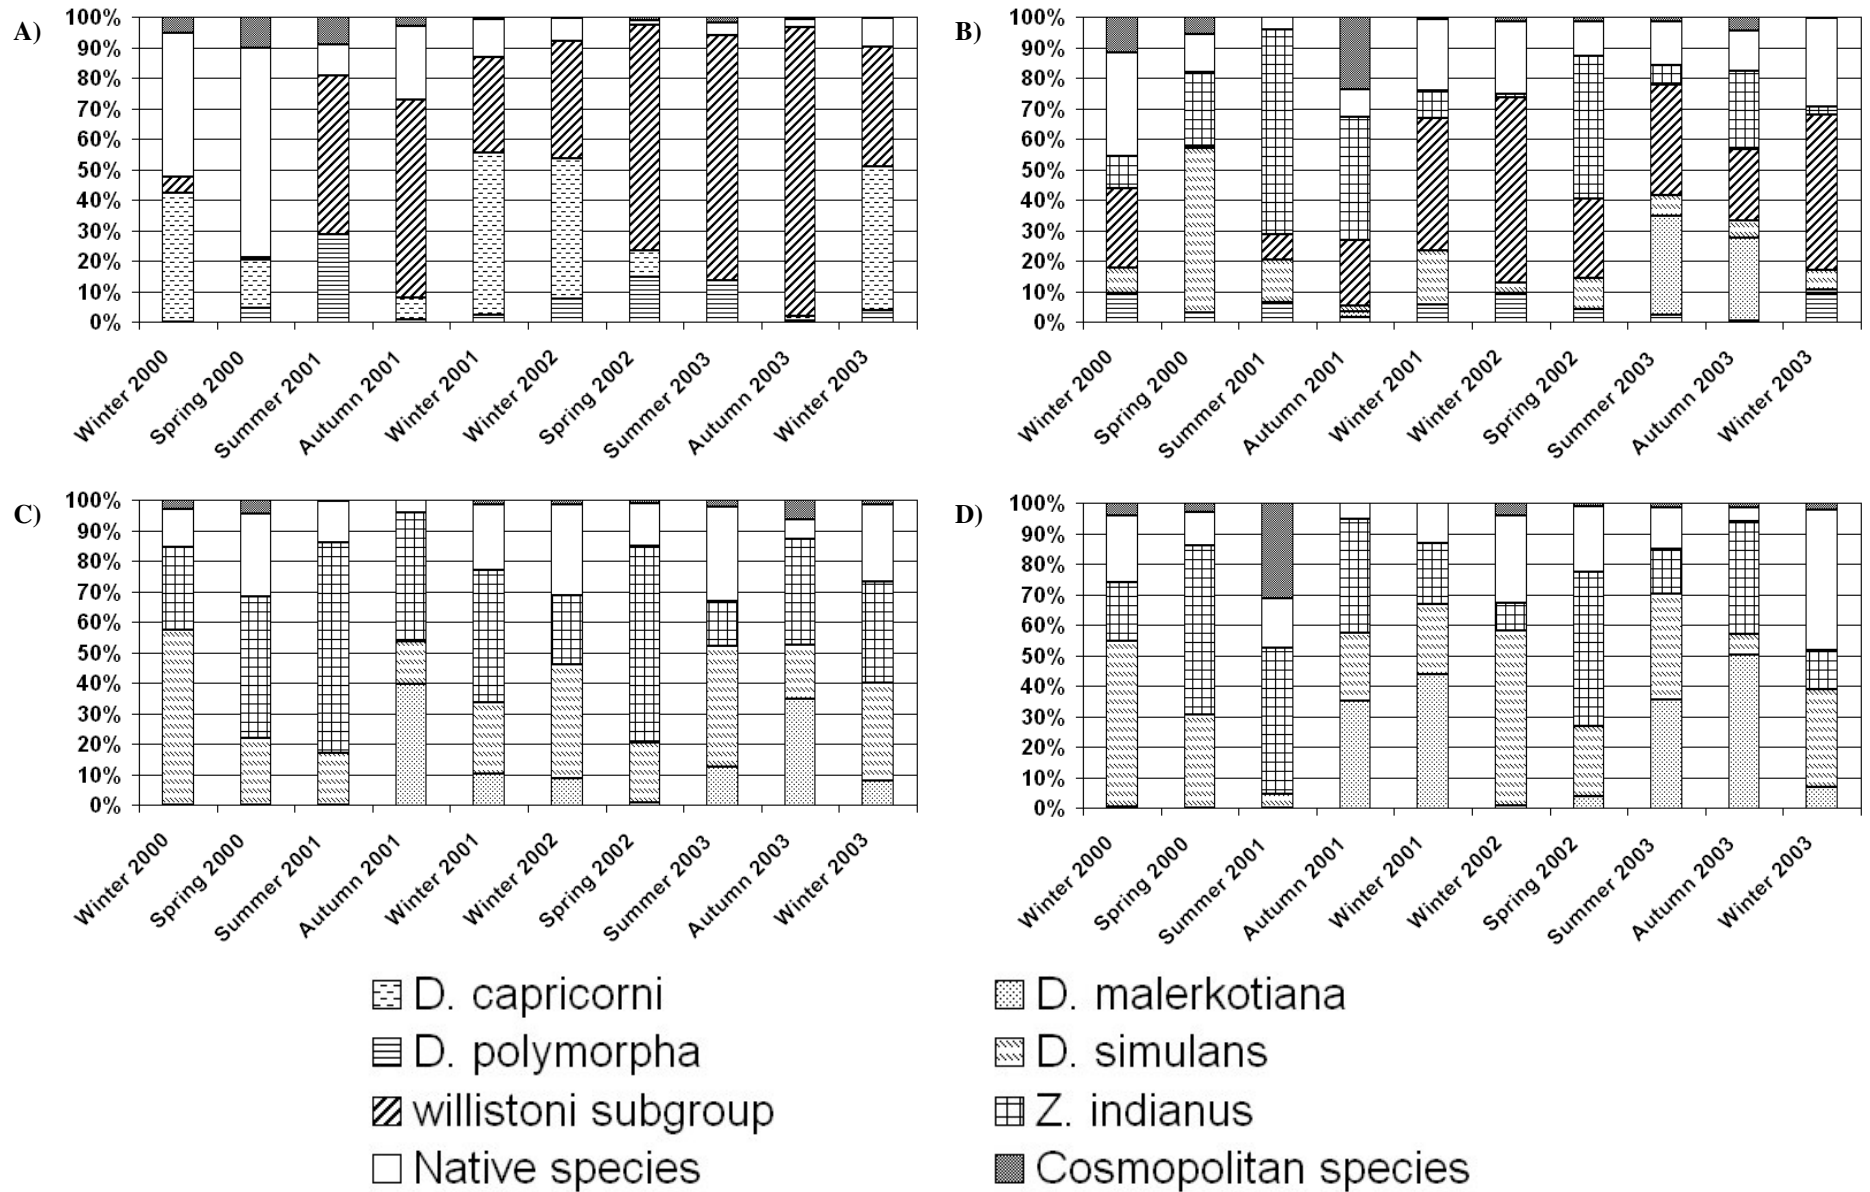 A)
100%
90%
80%
70%
60%
50%
40%
30%
20%
10%
0%
Winter 2000
Spring 2000
Summer 2001
Autumn 2001
Winter 2001
Winter 2002
Spring 2002
Summer 2003
Autumn 2003
Winter 2003
B)
100%
90%
80%
70%
60%
50%
40%
30%
20%
10%
0%
Winter 2000
Spring 2000
Summer 2001
Autumn 2001
Winter 2001
Winter 2002
Spring 2002
Summer 2003
Autumn 2003
Winter 2003
C)
100%
90%
80%
70%
60%
50%
40%
30%
20%
10%
0%
Winter 2000
Spring 2000
Summer 2001
Autumn 2001
Winter 2001
Winter 2002
Spring 2002
Summer 2003
Autumn 2003
Winter 2003
D)
100%
90%
80%
70%
60%
50%
40%
30%
20%
10%
0%
Winter 2000
Spring 2000
Summer 2001
Autumn 2001
Winter 2001
Winter 2002
Spring 2002
Summer 2003
Autumn 2003
Winter 2003
D. capricorni
D. polymorpha
willistoni subgroup
Native species
D. malerkotiana
D. simulans
Z. indianus
Cosmopolitan species